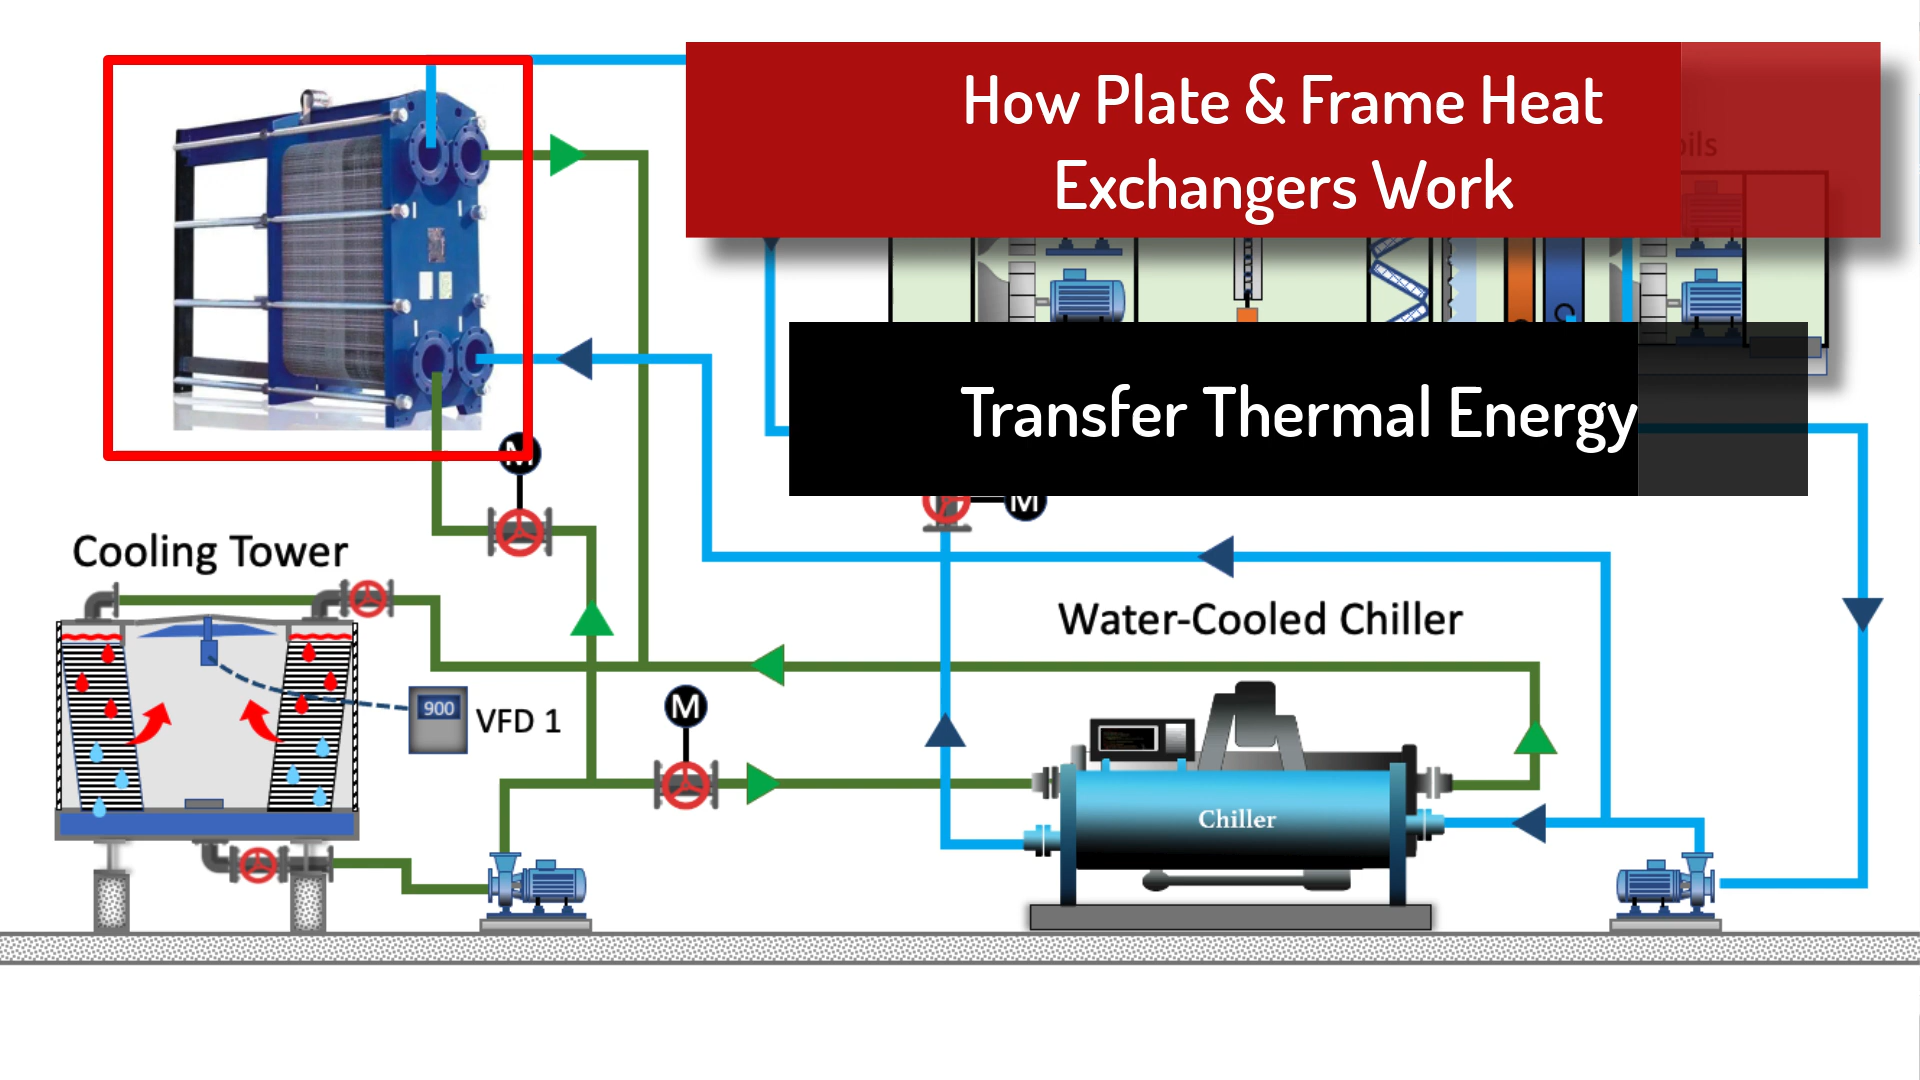 How Plate & Frame Heat
Exchangers Work
Transfer Thermal Energy
M
M
Cooling Tower
Water-Cooled Chiller
M
900
VFD 1
Chiller